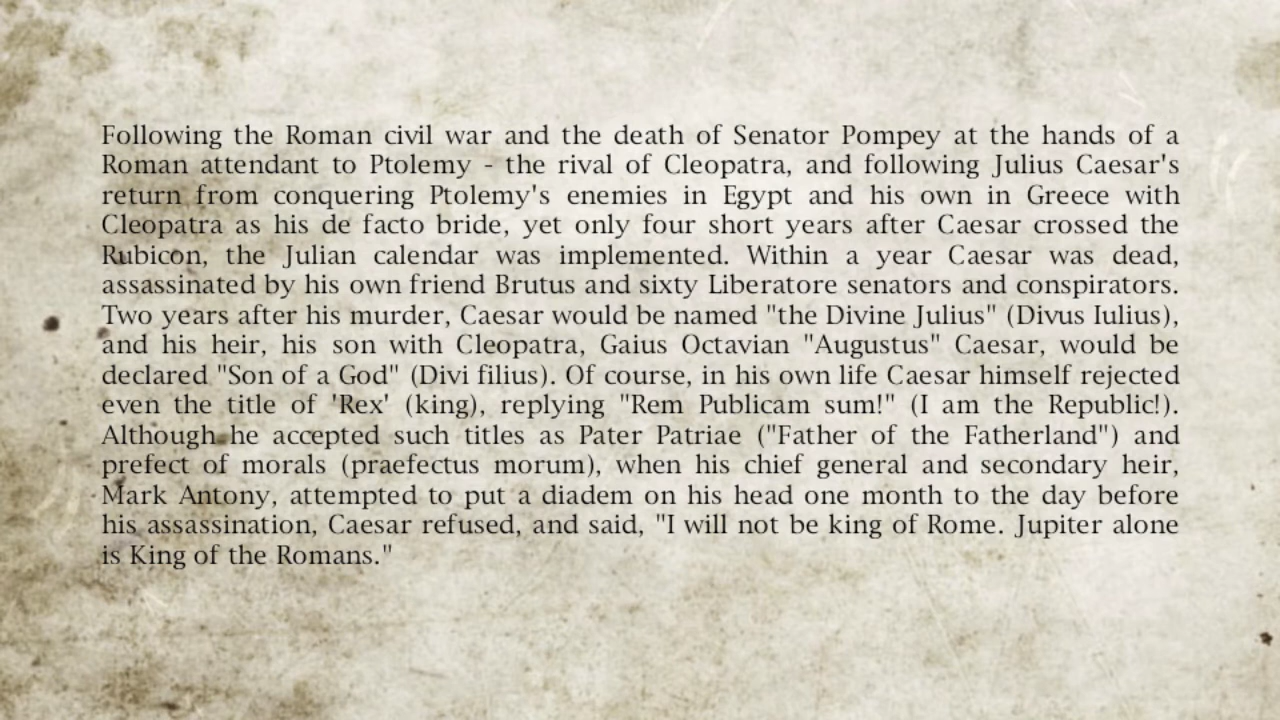 Following the Roman civil war and the death of Senator Pompey at the hands of a
Roman attendant to Ptolemy - the rival of Cleopatra, and following Julius Caesar's
return from conquering Ptolemy's enemies in Egypt and his own in Greece with
Cleopatra as his de facto bride, yet only four short years after Caesar crossed the
Rubicon, the Julian calendar was implemented. Within a year Caesar was dead,
assassinated by his own friend Brutus and sixty Liberatore senators and conspirators.
Two years after his murder, Caesar would be named "the Divine Julius" (Divus Iulius),
and his heir, his son with Cleopatra, Gaius Octavian "Augustus" Caesar, would be
declared "Son of a God" (Divi filius). Of course, in his own life Caesar himself rejected
even the title of 'Rex' (king), replying "Rem Publicam sum!" (I am the Republic!).
Although he accepted such titles as Pater Patriae ("Father of the Fatherland") and
prefect of morals (praefectus morum), when his chief general and secondary heir,
Mark Antony, attempted to put a diadem on his head one month to the day before
his assassination, Caesar refused, and said, "I will not be king of Rome. Jupiter alone
is King of the Romans."